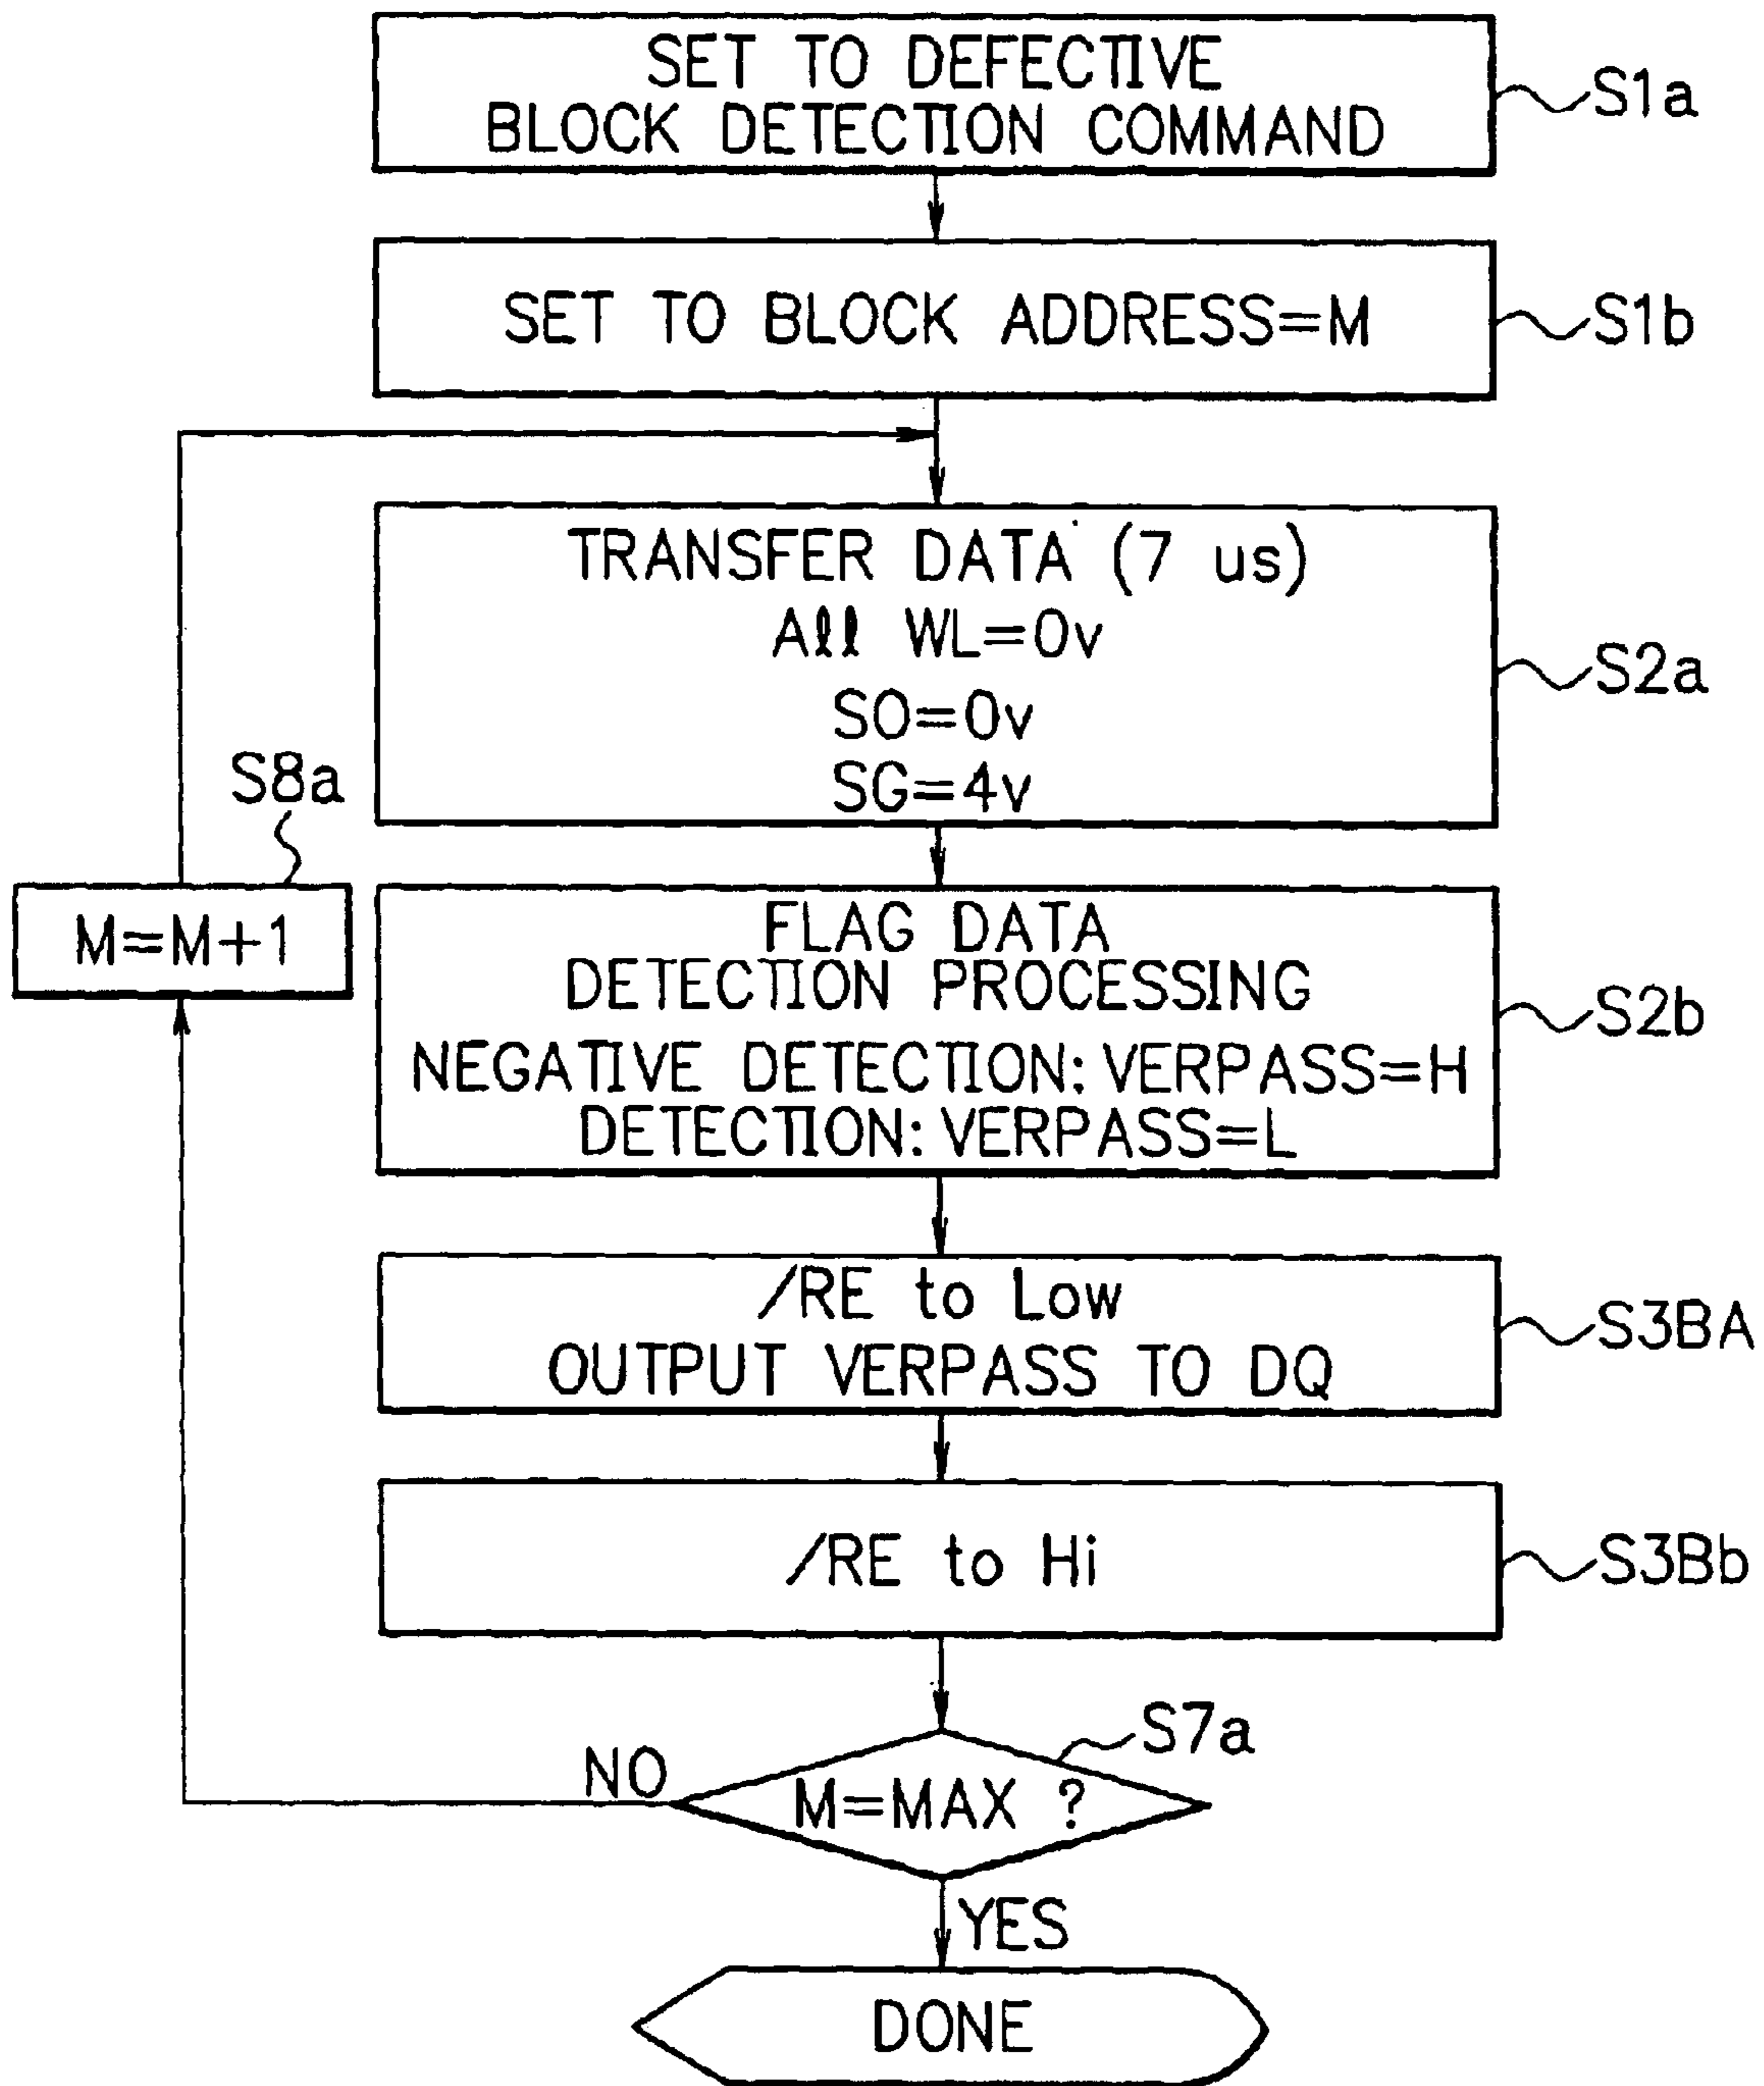 SET TO DEFECTIVE
BLOCK DETECTION COMMAND
S1a
SET TO BLOCK ADDRESS=M
S1b
TRANSFER DATA (7 us)
All WL=0v
SO=0v
SG=4v
S2a
S8a
M=M+1
FLAG DATA
DETECTION PROCESSING
NEGATIVE DETECTION: VERPASS=H
DETECTION: VERPASS=L
S2b
/RE to Low
OUTPUT VERPASS TO DQ
S3BA
/RE to Hi
S3Bb
S7a
NO
M=MAX ?
YES
DONE